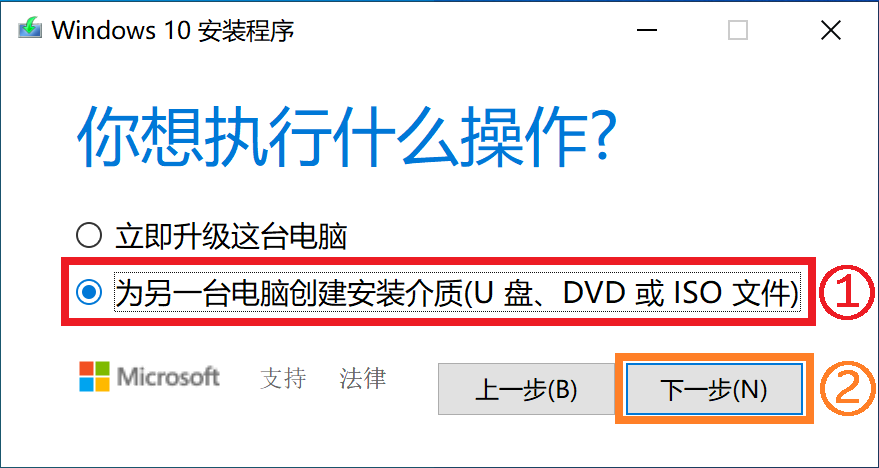 Windows 10 安装程序
你想执行什么操作?
立即升级这台电脑
为另一台电脑创建安装介质(U 盘、DVD 或 ISO 文件)
①
Microsoft 支持 法律 上一步(B) 下一步(N) ②